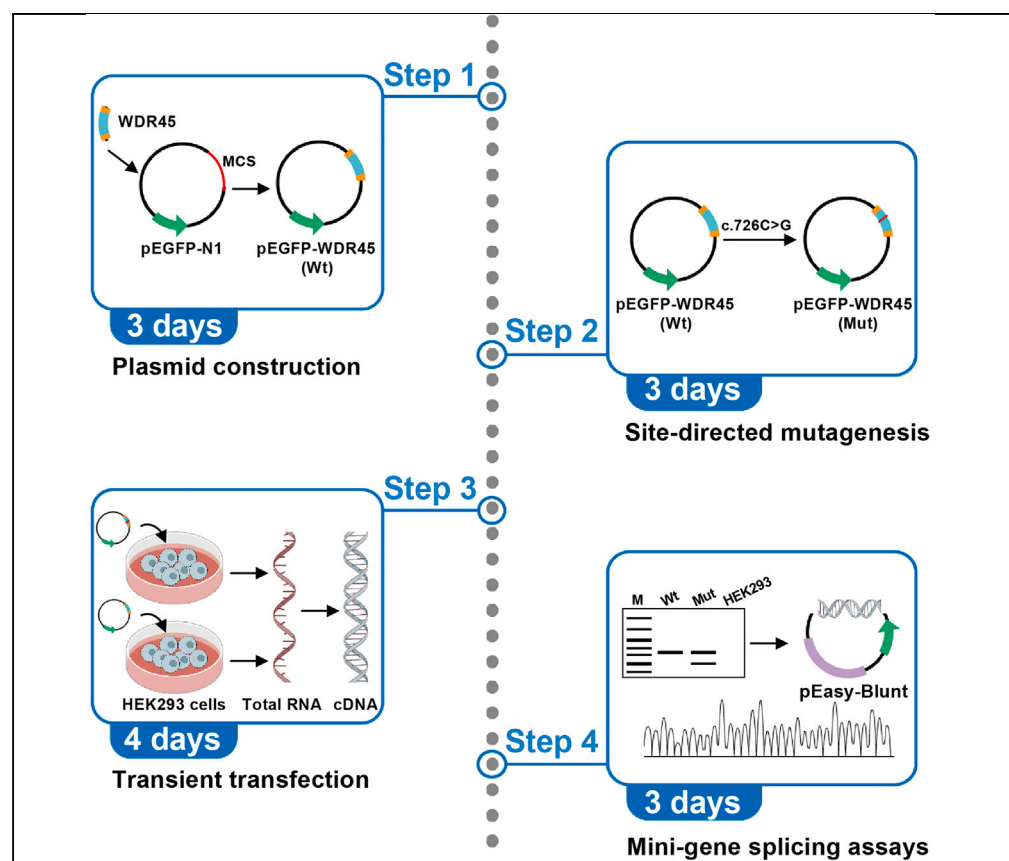 Step 1
WDR45
MCS
pEGFP-N1
pEGFP-WDR45
(Wt)
3 days
Plasmid construction
Step 2
c.726C>G
pEGFP-WDR45
(Wt)
pEGFP-WDR45
(Mut)
3 days
Site-directed mutagenesis
Step 3
HEK293 cells
Total RNA
cDNA
4 days
Transient transfection
Step 4
M Wt Mut HEK293
pEasy-Blunt
3 days
Mini-gene splicing assays